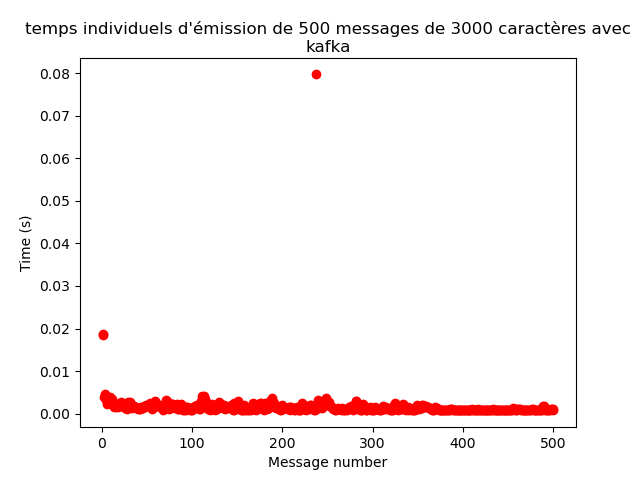 temps individuels d'émission de 500 messages de 3000 caractères avec
kafka
0.08
0.07
0.06
0.05
0.04
0.03
0.02
0.01
0.00
Time (s)
0 100 200 300 400 500
Message number